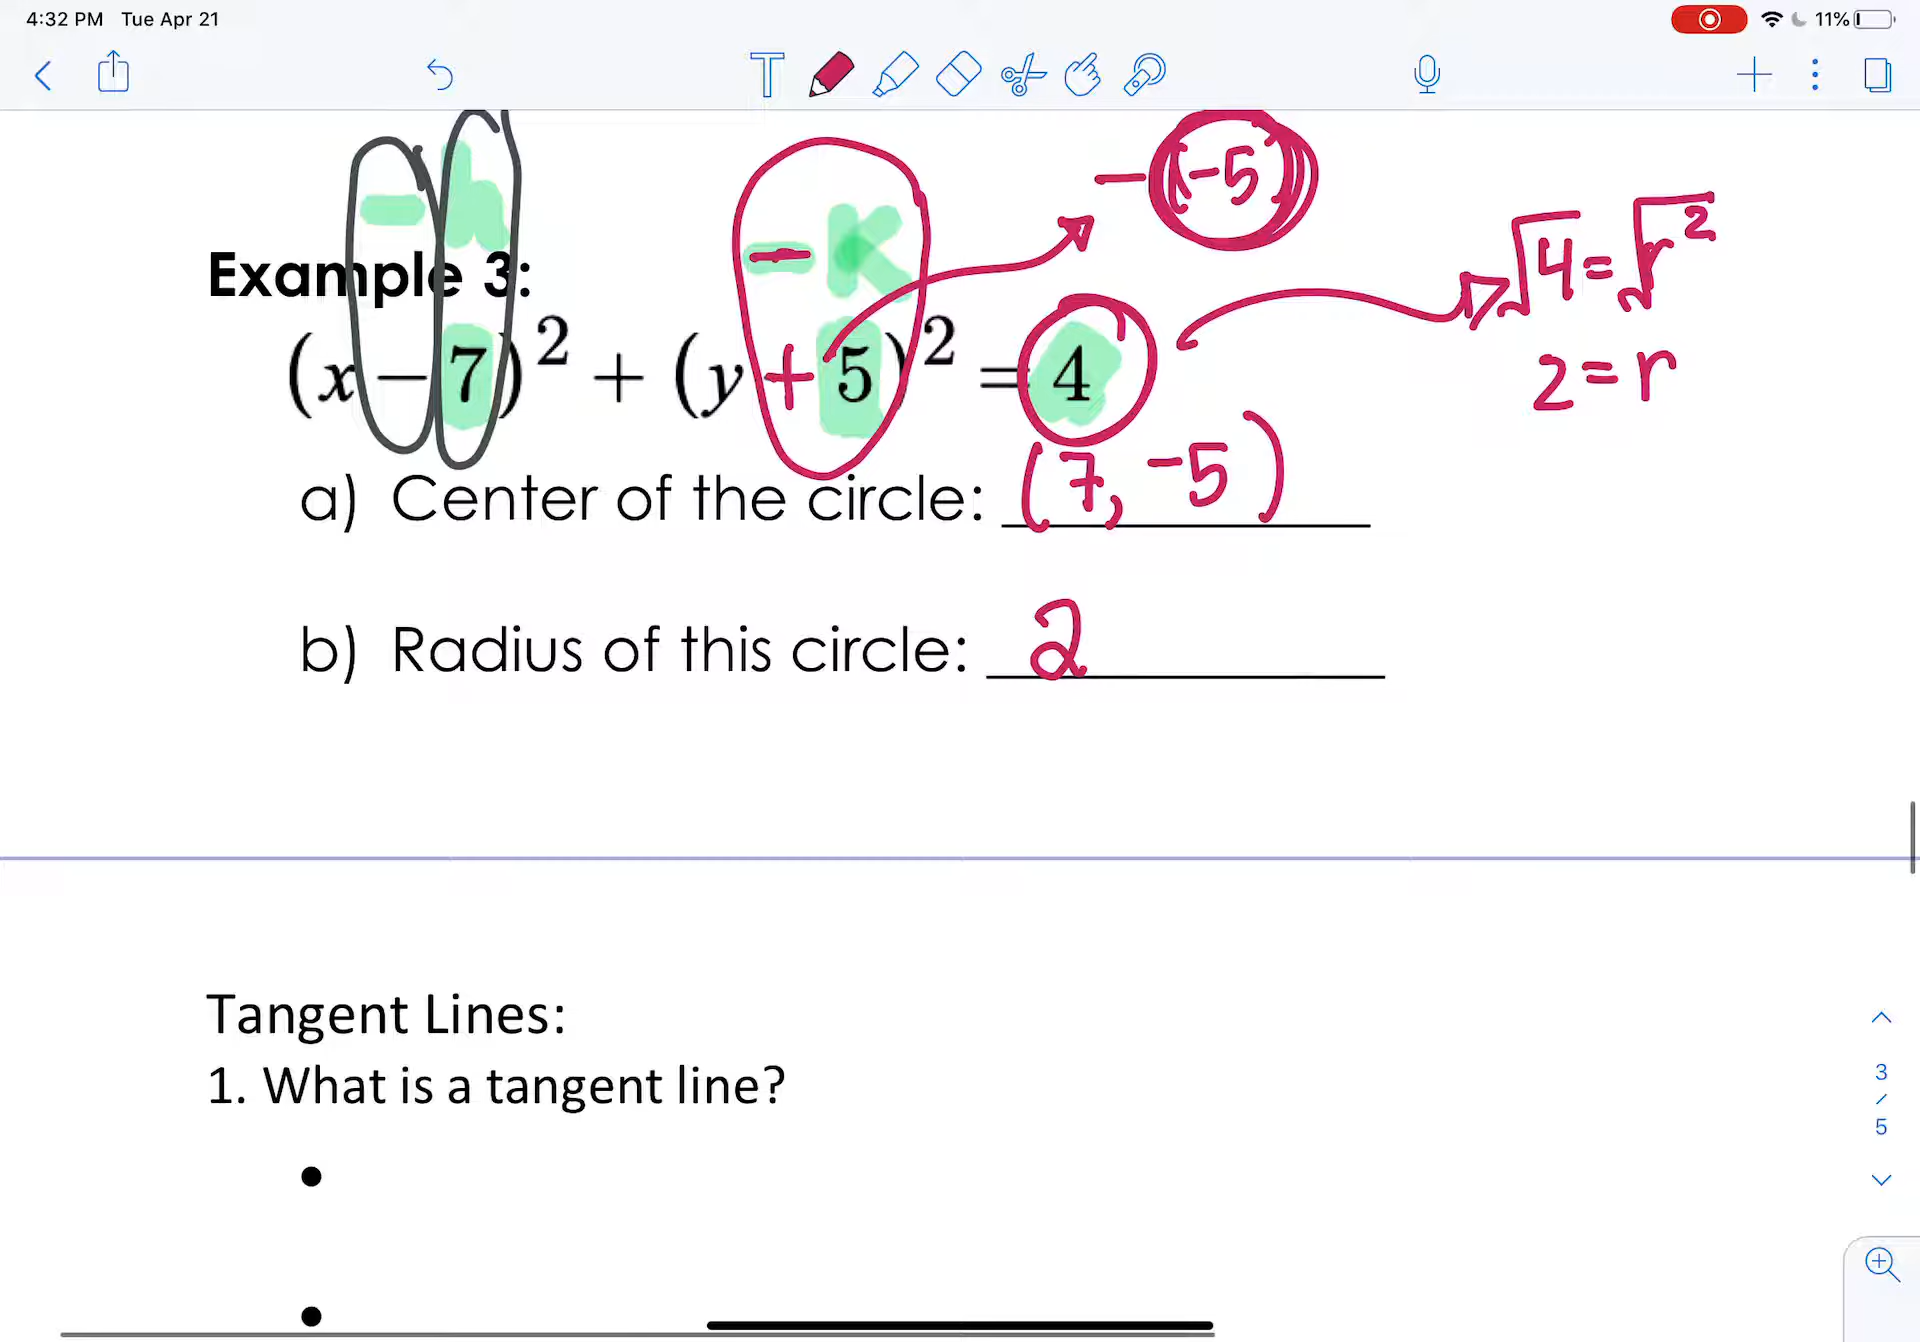 4:32 PM Tue Apr 21
11%
T
- h
- K
-(-5)
√4 = √r²
2 = r
Example 3:
(x − 7)² + (y + 5)² = 4
a) Center of the circle: (7, -5)
b) Radius of this circle: 2
Tangent Lines:
1. What is a tangent line?
•
•
3
/
5